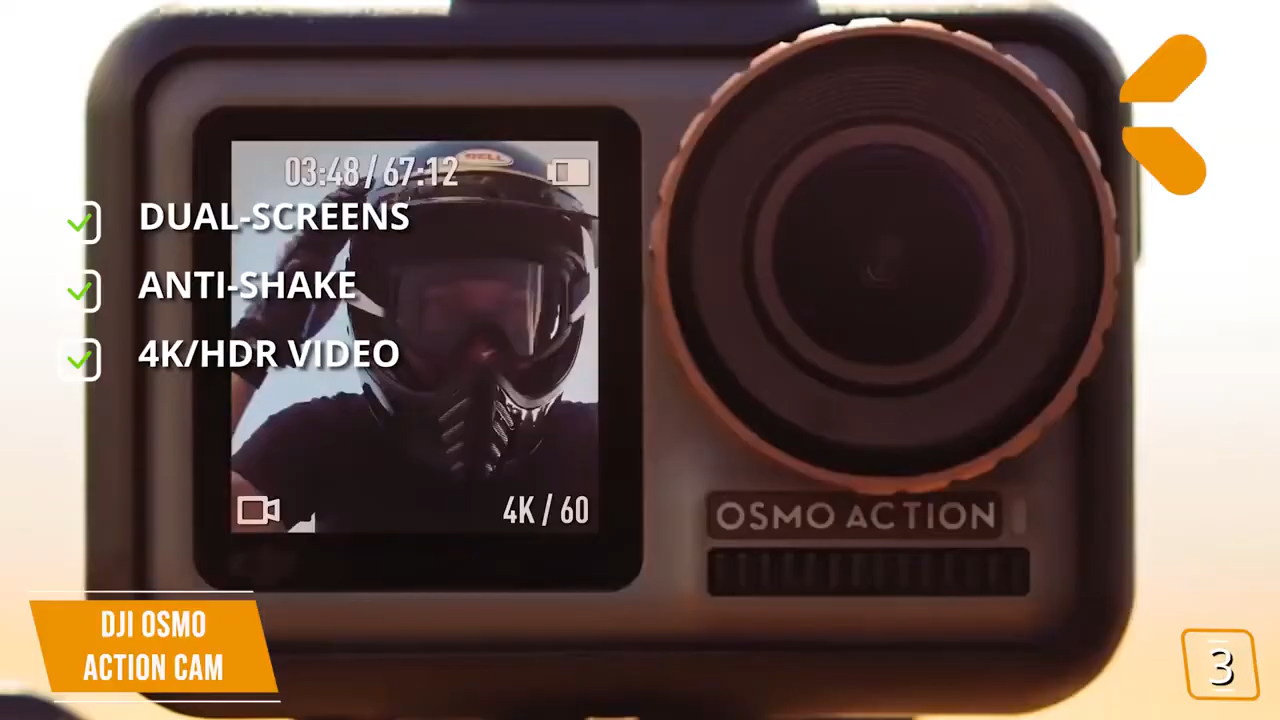 BELL
03:48/67:12
DUAL-SCREENS
ANTI-SHAKE
4K/HDR VIDEO
4K / 60
OSMO ACTION
DJI OSMO
ACTION CAM
3